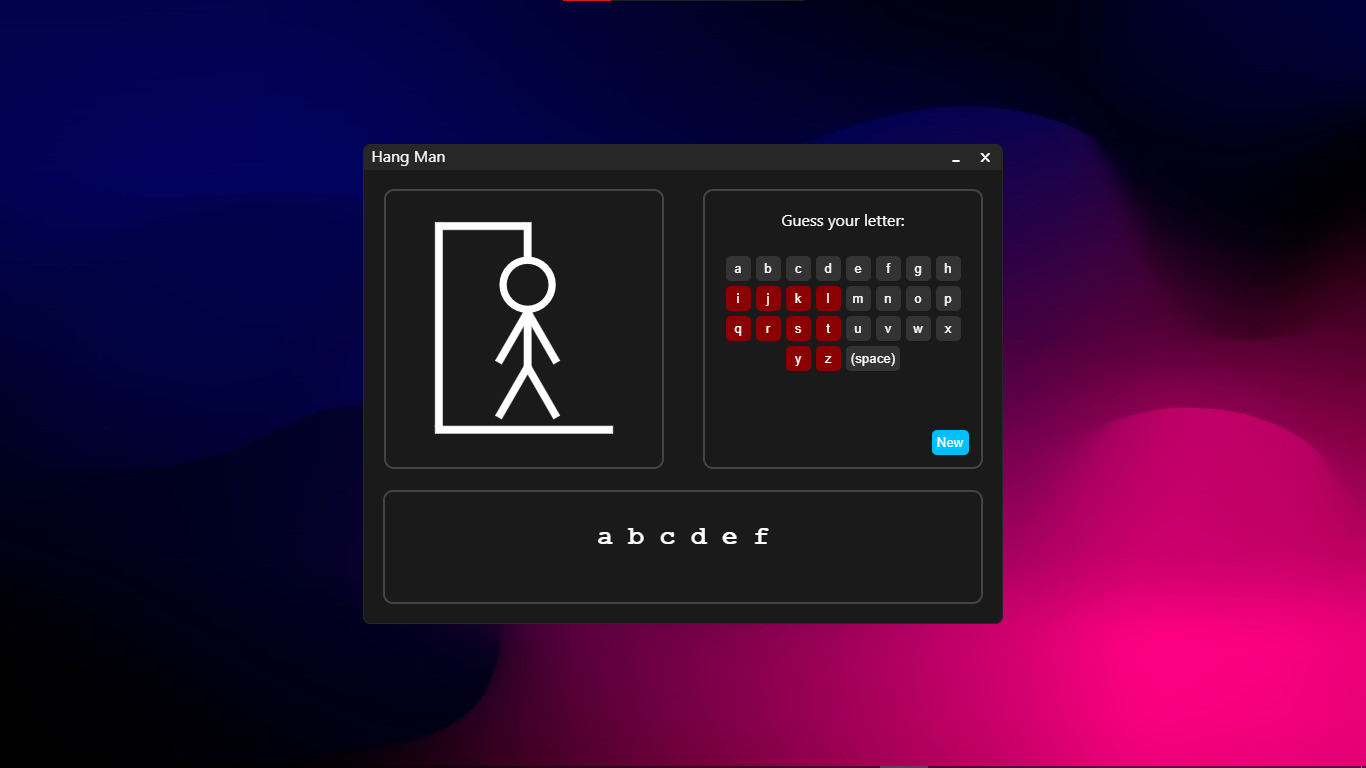 Hang Man
Guess your letter:
a b c d e f g h
i j k l m n o p
q r s t u v w x
y z (space)
New
a b c d e f